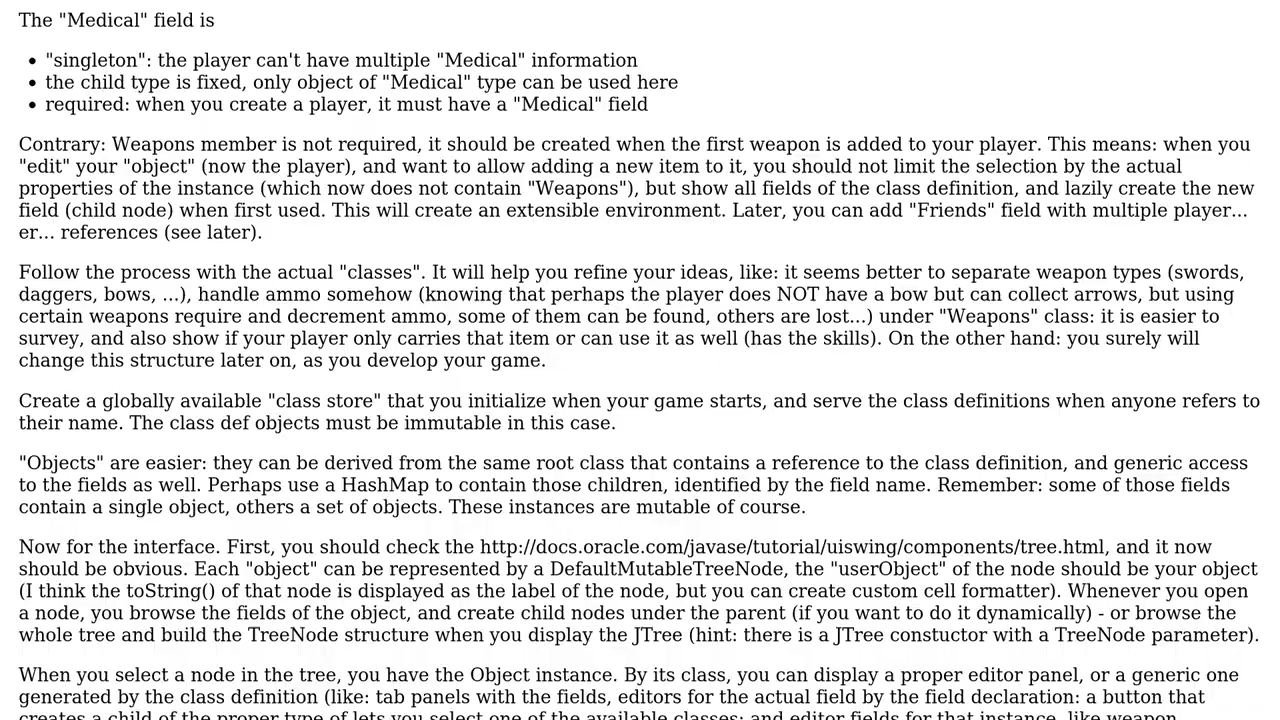 The "Medical" field is
• "singleton": the player can't have multiple "Medical" information
• the child type is fixed, only object of "Medical" type can be used here
• required: when you create a player, it must have a "Medical" field
Contrary: Weapons member is not required, it should be created when the first weapon is added to your player. This means: when you
"edit" your "object" (now the player), and want to allow adding a new item to it, you should not limit the selection by the actual
properties of the instance (which now does not contain "Weapons"), but show all fields of the class definition, and lazily create the new
field (child node) when first used. This will create an extensible environment. Later, you can add "Friends" field with multiple player...
er... references (see later).
Follow the process with the actual "classes". It will help you refine your ideas, like: it seems better to separate weapon types (swords,
daggers, bows, ...), handle ammo somehow (knowing that perhaps the player does NOT have a bow but can collect arrows, but using
certain weapons require and decrement ammo, some of them can be found, others are lost...) under "Weapons" class: it is easier to
survey, and also show if your player only carries that item or can use it as well (has the skills). On the other hand: you surely will
change this structure later on, as you develop your game.
Create a globally available "class store" that you initialize when your game starts, and serve the class definitions when anyone refers to
their name. The class def objects must be immutable in this case.
"Objects" are easier: they can be derived from the same root class that contains a reference to the class definition, and generic access
to the fields as well. Perhaps use a HashMap to contain those children, identified by the field name. Remember: some of those fields
contain a single object, others a set of objects. These instances are mutable of course.
Now for the interface. First, you should check the http://docs.oracle.com/javase/tutorial/uiswing/components/tree.html, and it now
should be obvious. Each "object" can be represented by a DefaultMutableTreeNode, the "userObject" of the node should be your object
(I think the toString() of that node is displayed as the label of the node, but you can create custom cell formatter). Whenever you open
a node, you browse the fields of the object, and create child nodes under the parent (if you want to do it dynamically) - or browse the
whole tree and build the TreeNode structure when you display the JTree (hint: there is a JTree constuctor with a TreeNode parameter).
When you select a node in the tree, you have the Object instance. By its class, you can display a proper editor panel, or a generic one
generated by the class definition (like: tab panels with the fields, editors for the actual field by the field declaration: a button that
creates a child of the proper type of lets you select one of the available classes; and editor fields for that instance, like weapon